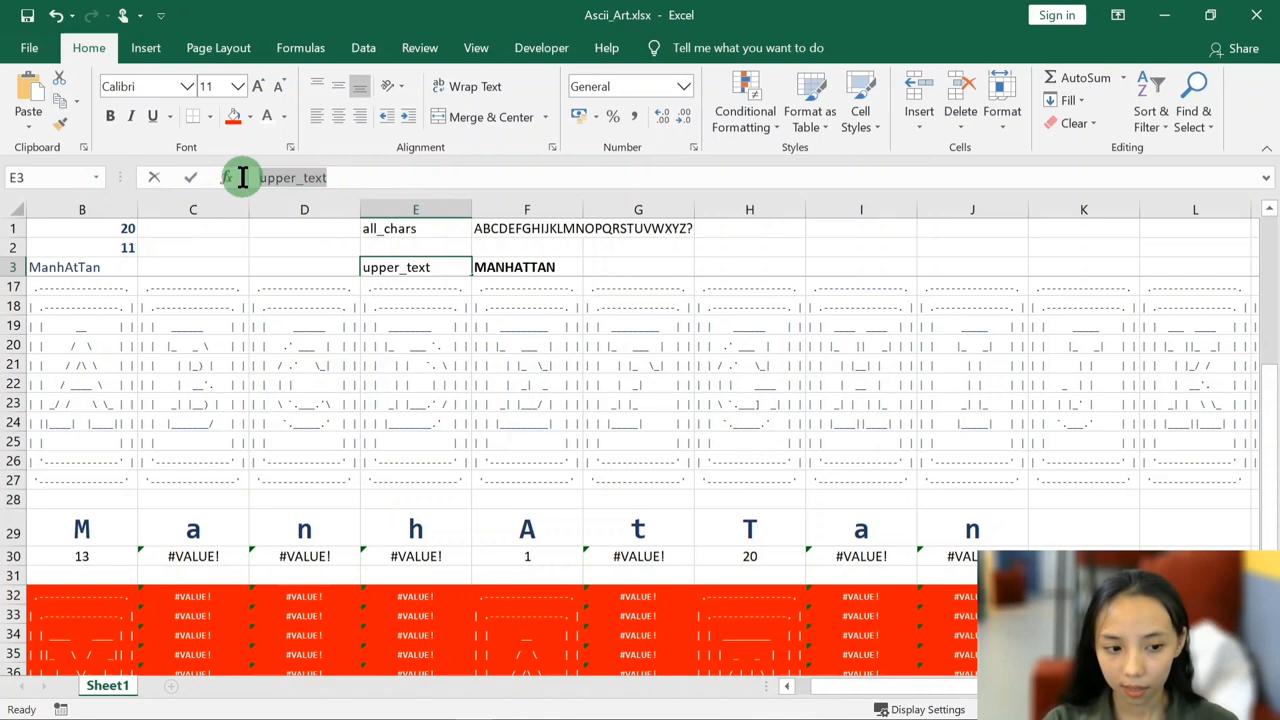 Ascii_Art.xlsx - Excel
Sign in
File Home Insert Page Layout Formulas Data Review View Developer Help Tell me what you want to do Share
Paste
Clipboard
Calibri 11
B I U
Font
Wrap Text
Merge & Center
Alignment
General
Number
Conditional Formatting
Format as Table
Cell Styles
Styles
Insert
Delete
Format
Cells
AutoSum
Fill
Clear
Sort & Filter
Find & Select
Editing
E3 fx upper_text
B C D E F G H I J K L
1 20 all_chars ABCDEFGHIJKLMNOPQRSTUVWXYZ?
2 11
3 ManhAtTan upper_text MANHATTAN
17
18
19
20
21
22
23
24
25
26
27
28
29 M a n h A t T a n
30 13 #VALUE! #VALUE! #VALUE! 1 #VALUE! 20 #VALUE!
31
32 #VALUE! #VALUE! #VALUE! #VALUE! #VALUE!
33 #VALUE! #VALUE! #VALUE! #VALUE! #VALUE!
34 #VALUE! #VALUE! #VALUE! #VALUE! #VALUE!
35 #VALUE! #VALUE! #VALUE! #VALUE! #VALUE!
Sheet1
Ready
Display Settings